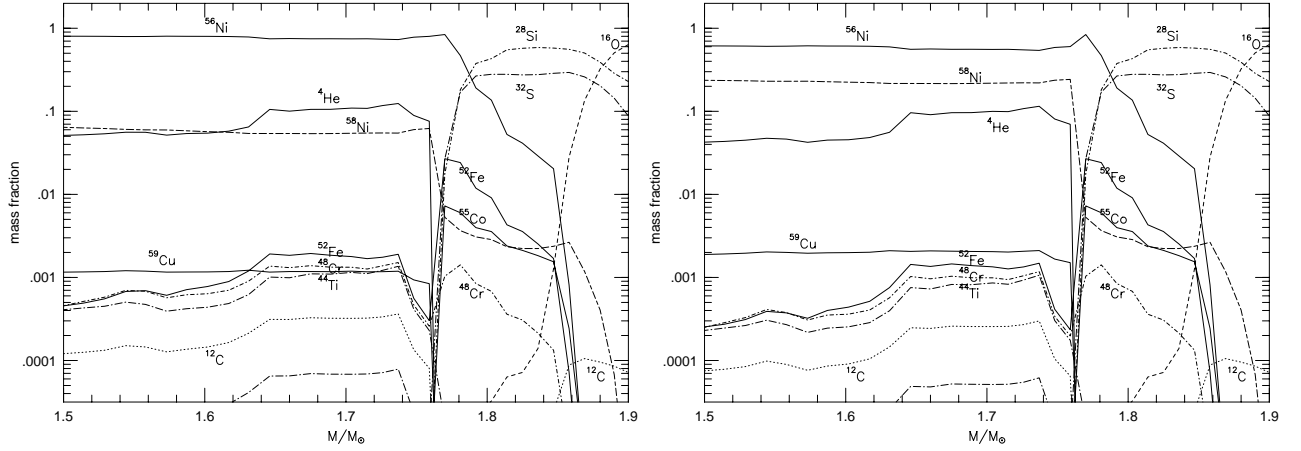 1
.1
.01
.001
.0001
mass fraction
⁵⁶Ni
²⁸Si
¹⁶O
³²S
⁴He
⁵⁸Ni
⁵²Fe
⁵⁵Co
⁵⁹Cu
⁵²Fe
⁴⁸Cr
⁴⁴Ti
⁴⁸Cr
¹²C
¹²C
1.5 1.6 1.7 1.8 1.9
M/M☉
1
.1
.01
.001
.0001
mass fraction
⁵⁶Ni
²⁸Si
¹⁶O
⁵⁸Ni
³²S
⁴He
⁵²Fe
⁵⁵Co
⁵⁹Cu
⁵²Fe
⁴⁸Cr
⁴⁴Ti
⁴⁸Cr
¹²C
¹²C
1.5 1.6 1.7 1.8 1.9
M/M☉